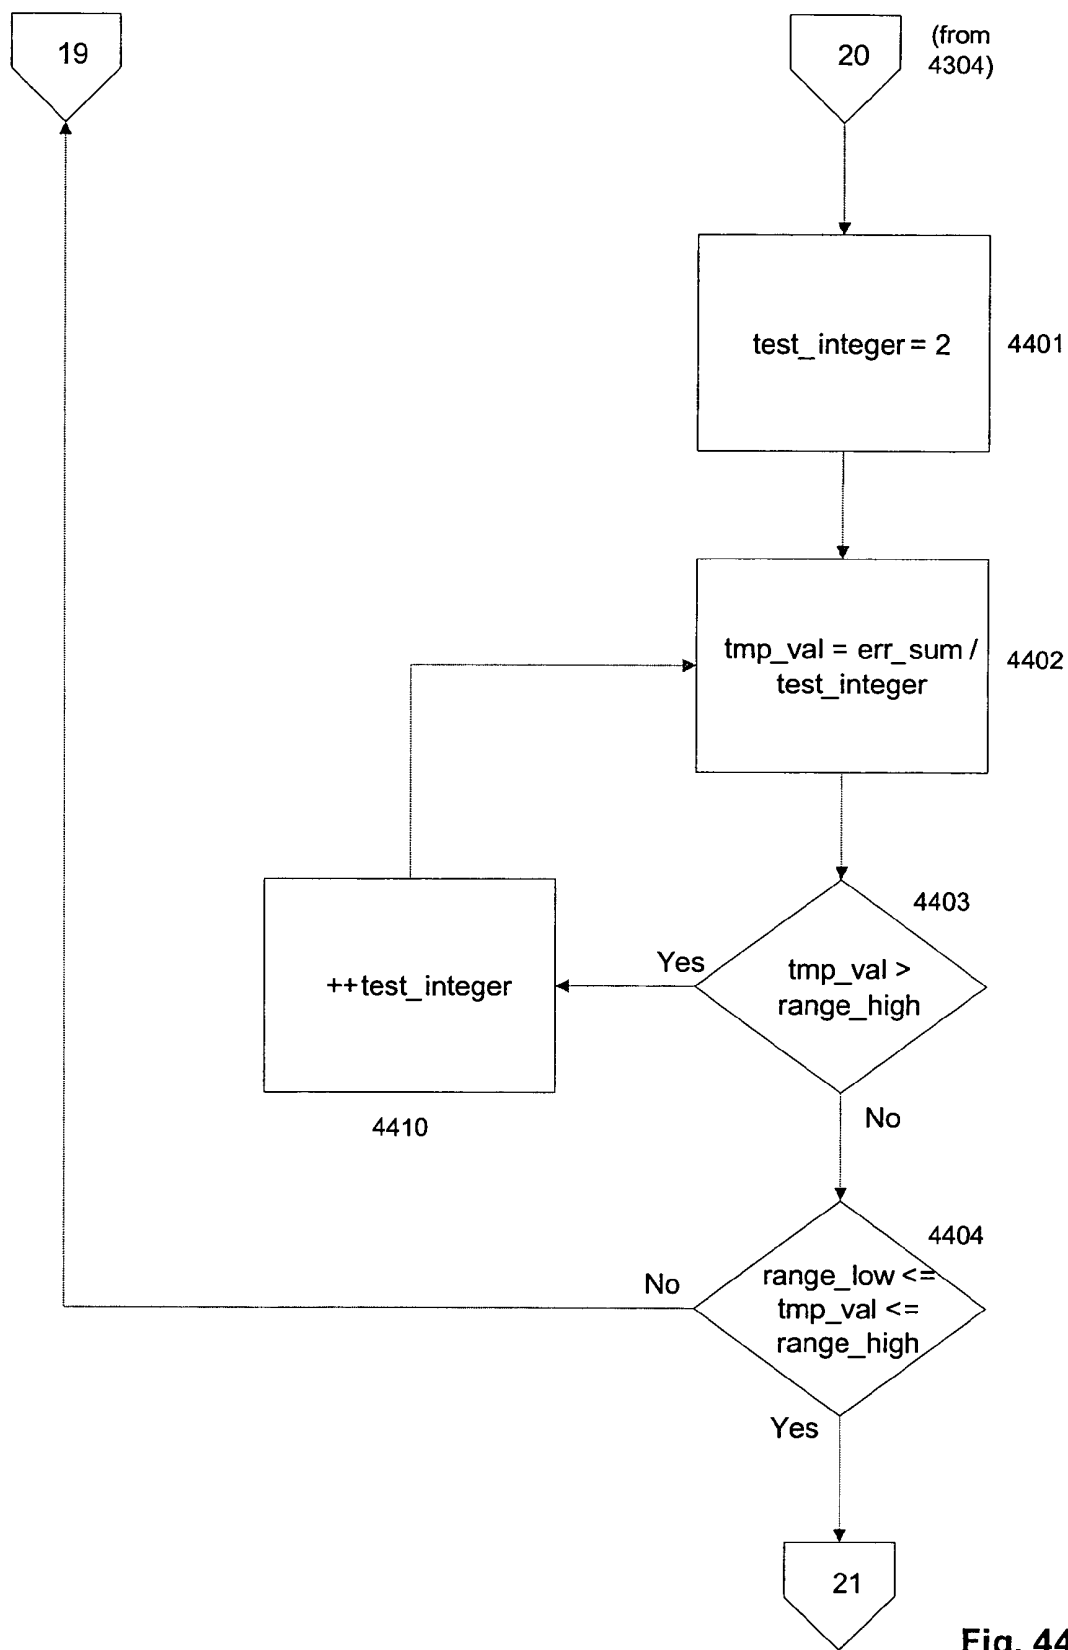 19
20
(from
4304)
test_integer = 2
4401
tmp_val = err_sum /
test_integer
4402
4403
Yes
tmp_val >
range_high
++test_integer
4410
No
4404
No
range_low <=
tmp_val <=
range_high
Yes
21
Fig. 44